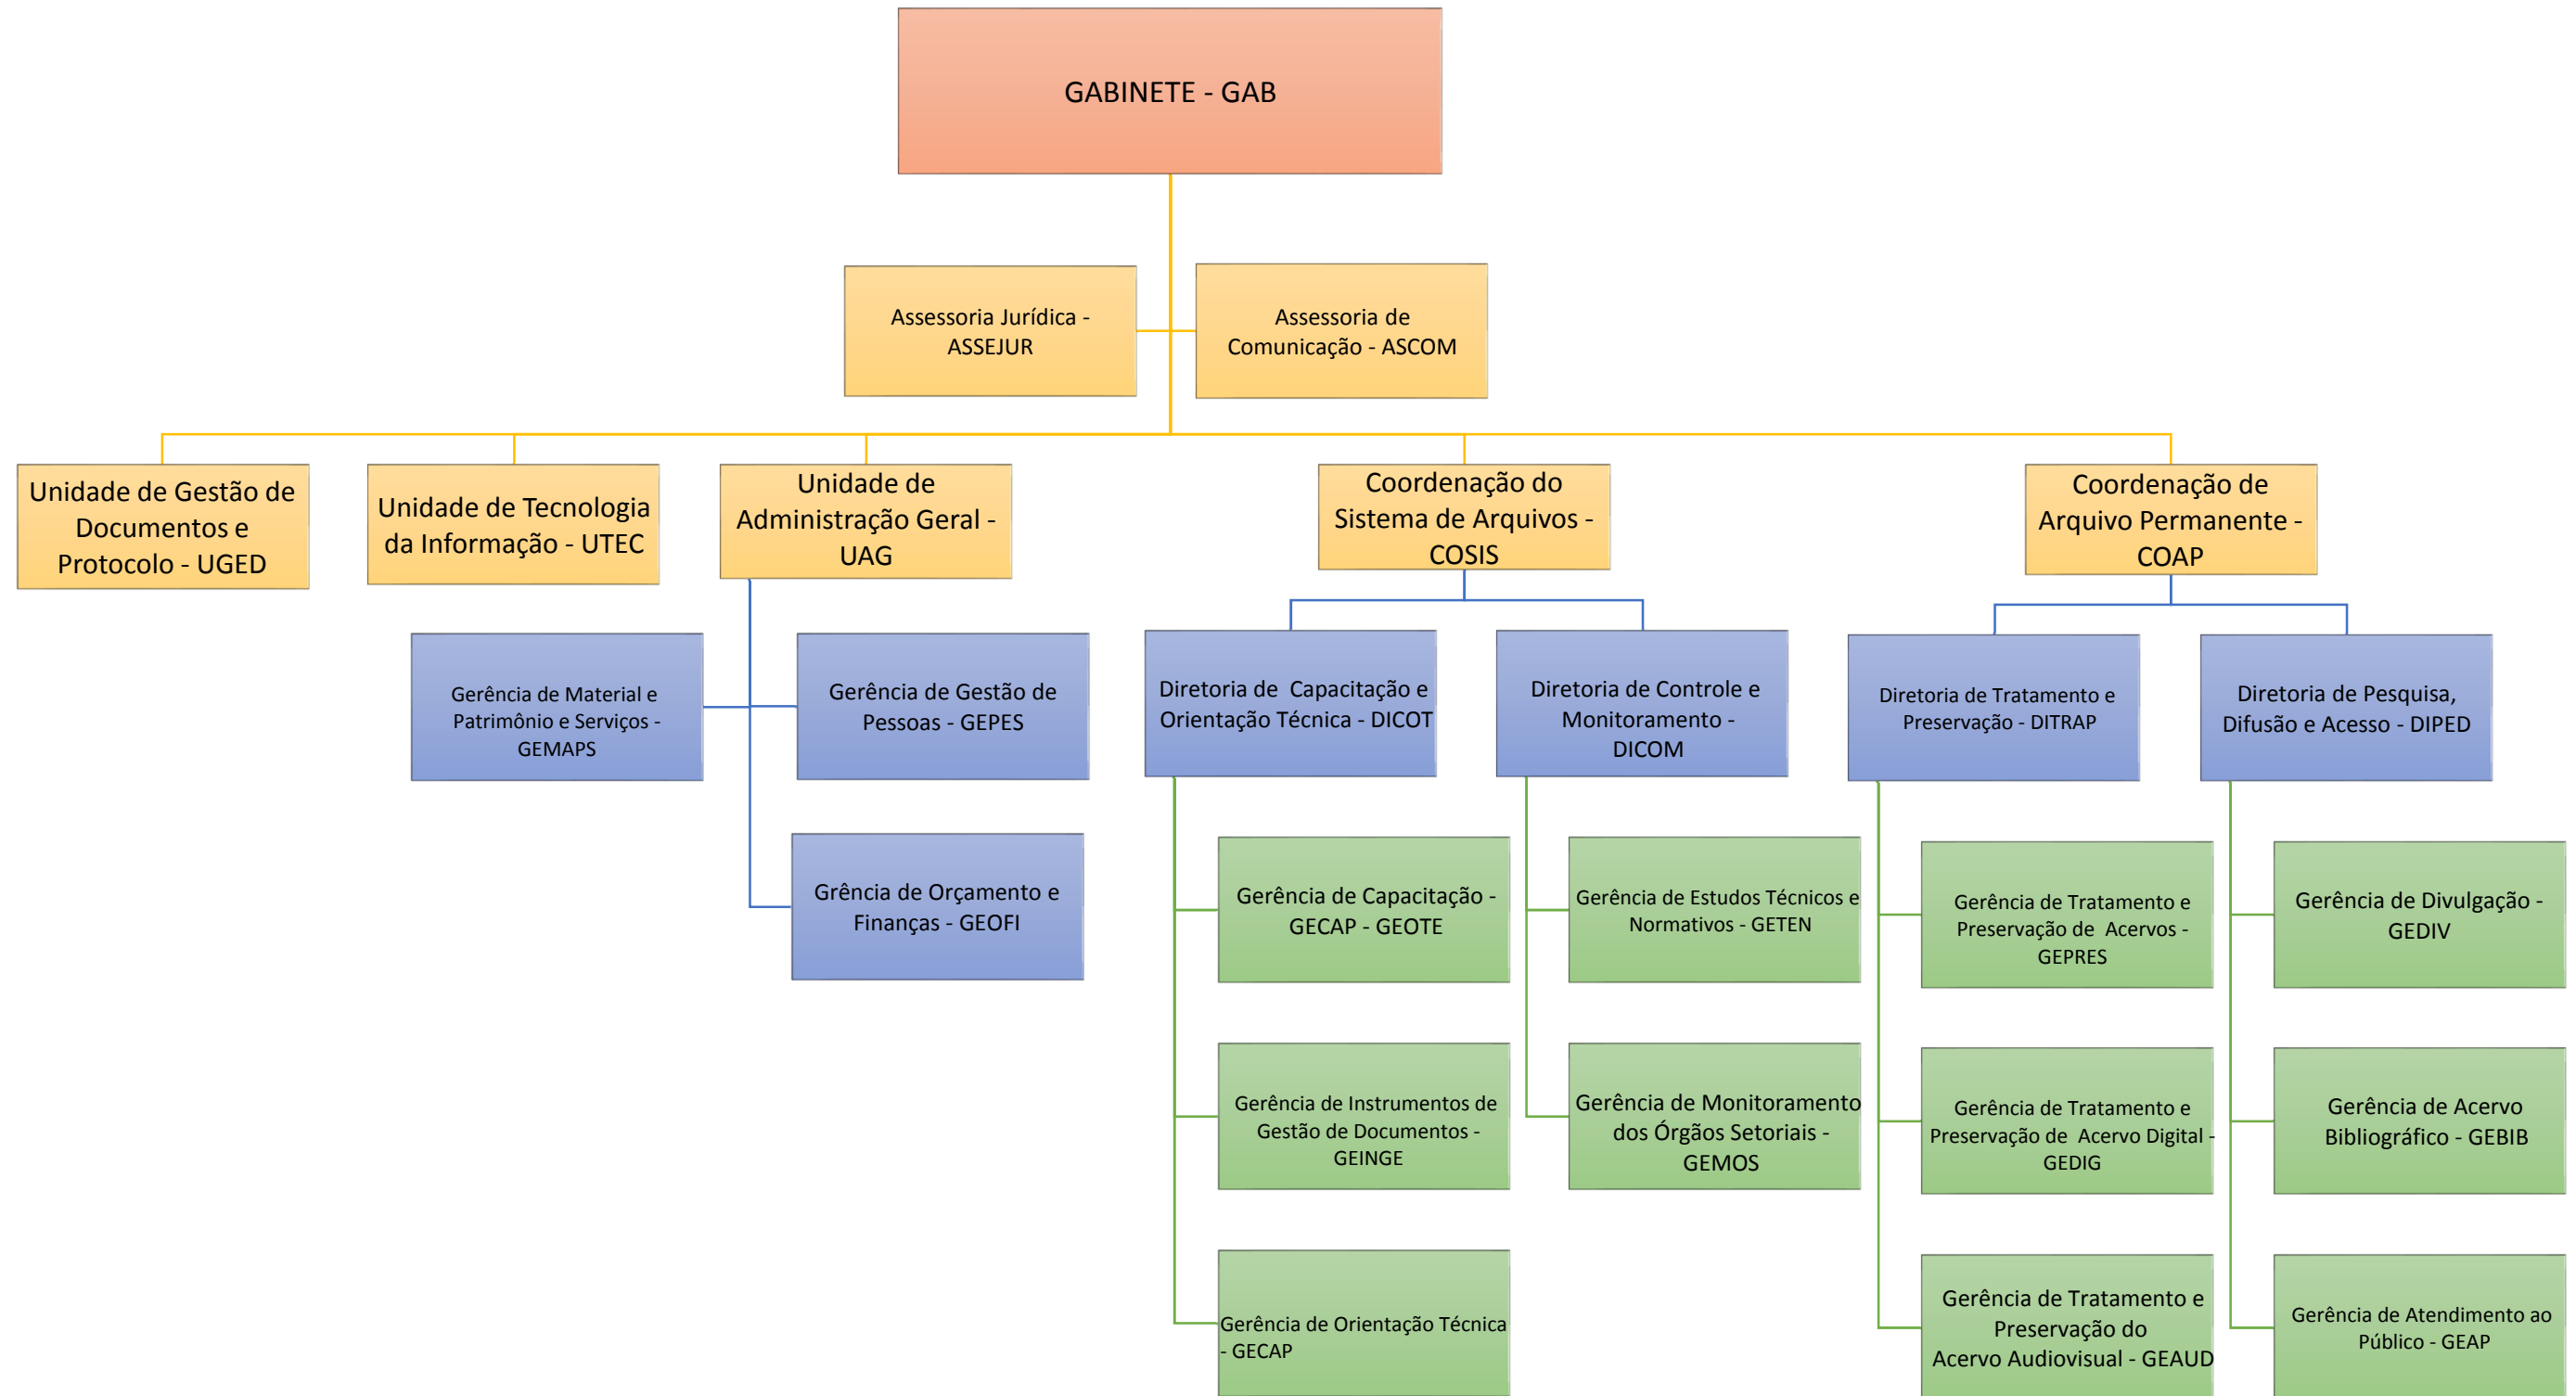 GABINETE - GAB
Assessoria Jurídica -
ASSEJUR
Assessoria de
Comunicação - ASCOM
Unidade de Gestão de
Documentos e
Protocolo - UGED
Unidade de Tecnologia
da Informação - UTEC
Unidade de
Administração Geral -
UAG
Coordenação do
Sistema de Arquivos -
COSIS
Coordenação de
Arquivo Permanente -
COAP
Gerência de Material e
Patrimônio e Serviços -
GEMAPS
Gerência de Gestão de
Pessoas - GEPES
Diretoria de Capacitação e
Orientação Técnica - DICOT
Diretoria de Controle e
Monitoramento -
DICOM
Diretoria de Tratamento e
Preservação - DITRAP
Diretoria de Pesquisa,
Difusão e Acesso - DIPED
Grência de Orçamento e
Finanças - GEOFI
Gerência de Capacitação -
GECAP - GEOTE
Gerência de Estudos Técnicos e
Normativos - GETEN
Gerência de Tratamento e
Preservação de Acervos -
GEPRES
Gerência de Divulgação -
GEDIV
Gerência de Instrumentos de
Gestão de Documentos -
GEINGE
Gerência de Monitoramento
dos Órgãos Setoriais -
GEMOS
Gerência de Tratamento e
Preservação de Acervo Digital -
GEDIG
Gerência de Acervo
Bibliográfico - GEBIB
Gerência de Orientação Técnica
- GECAP
Gerência de Tratamento e
Preservação do
Acervo Audiovisual - GEAUD
Gerência de Atendimento ao
Público - GEAP